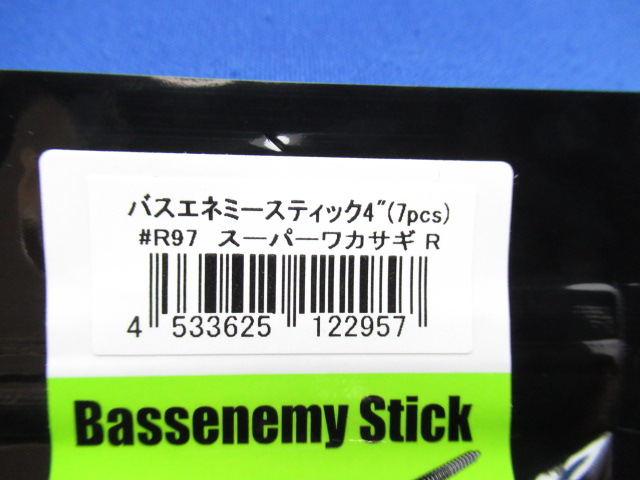 バスエネミースティック4"(7pcs)
#R97 スーパーワカサギ R
4 533625 122957
Bassenemy Stick